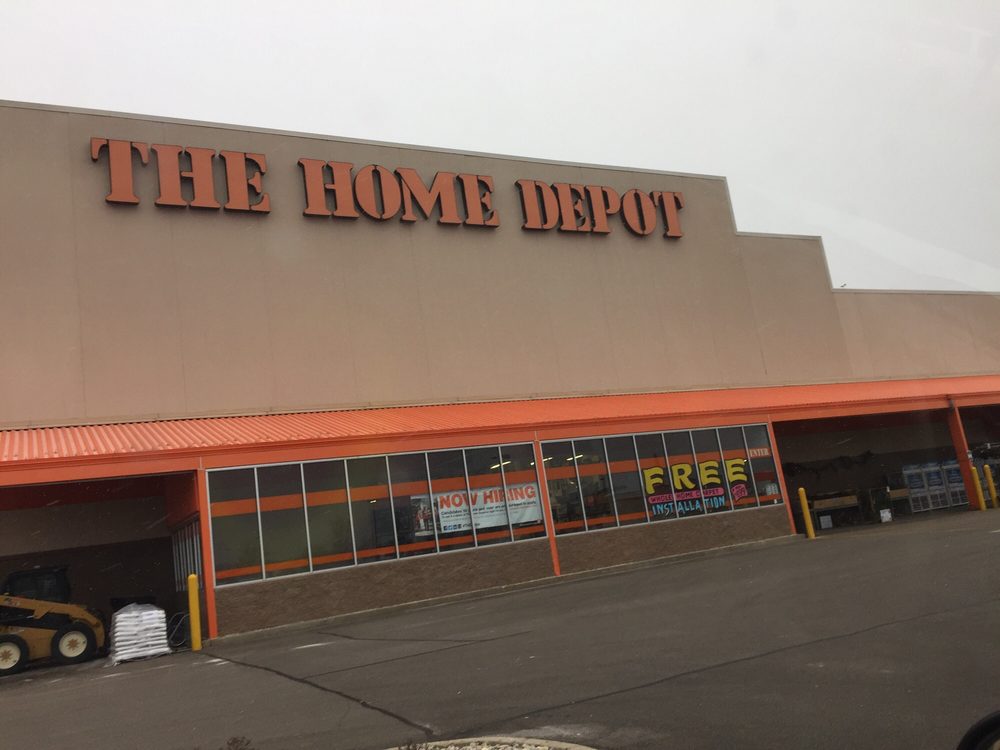 THE HOME DEPOT
NOW HIRING
FREE
WHOLE HOME CARPET
INSTALLATION
ENTER